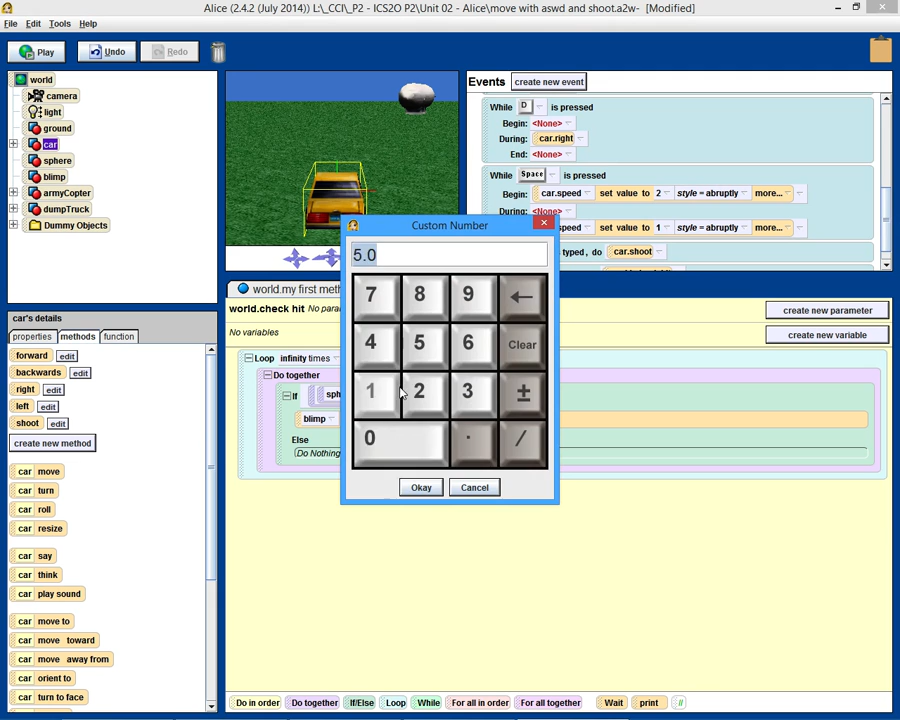 Alice (2.4.2 (July 2014)) L:\_CCI\_P2 - ICS2O P2\Unit 02 - Alice\move with aswd and shoot.a2w- [Modified]
File Edit Tools Help
Play Undo Redo
world
camera
light
ground
car
sphere
blimp
armyCopter
dumpTruck
Dummy Objects
Events create new event
While D is pressed
Begin: <None>
During: car.right
End: <None>
While Space is pressed
Begin: car.speed set value to 2 style = abruptly more...
During: <None>
speed set value to 1 style = abruptly more...
typed, do car.shoot
Custom Number
5.0
7 8 9
4 5 6 Clear
1 2 3 ±
0 . /
Okay Cancel
car's details
properties methods function
forward edit
backwards edit
right edit
left edit
shoot edit
create new method
car move
car turn
car roll
car resize
car say
car think
car play sound
car move to
car move toward
car move away from
car orient to
car turn to face
world.my first meth
world.check hit No para
create new parameter
No variables
create new variable
Loop infinity times
Do together
If sph
blimp
Else
(Do Nothing
Do in order Do together If/Else Loop While For all in order For all together Wait print //